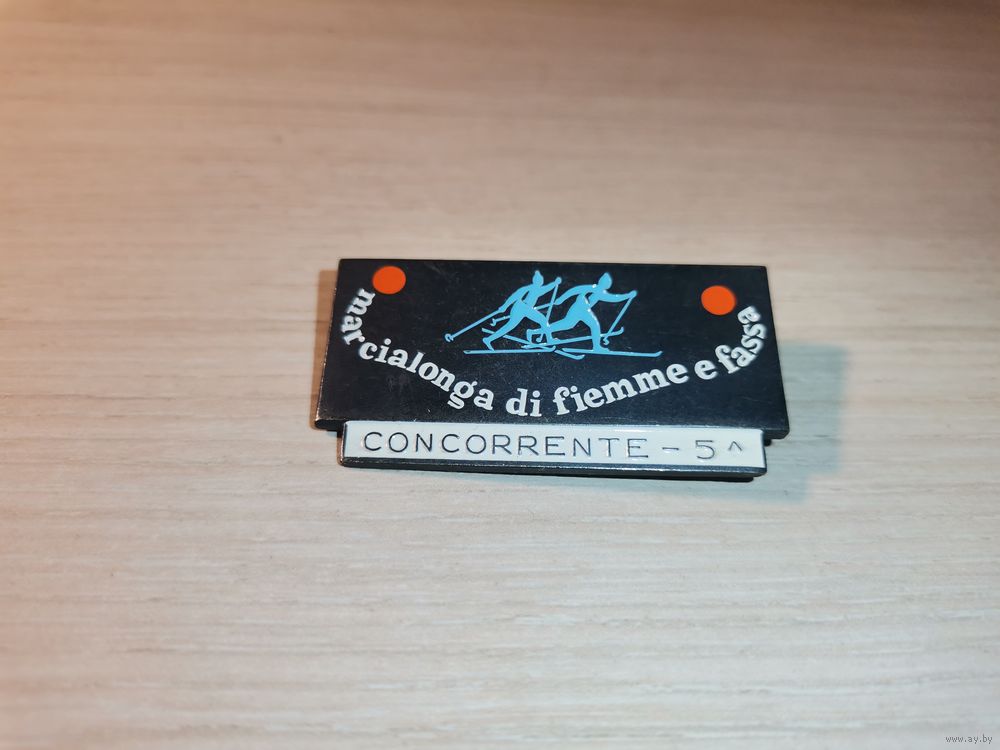 marcialonga di fiemme e fassa
CONCORRENTE - 5^
www.ay.by